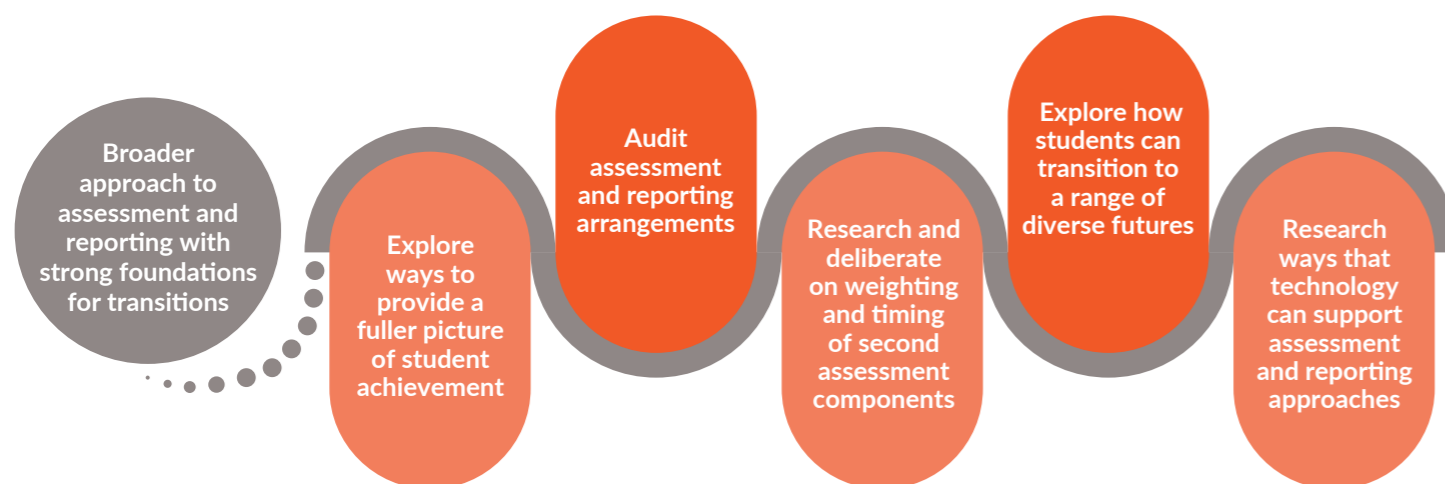 Broader
approach to
assessment and
reporting with
strong foundations
for transitions
Explore
ways to
provide a
fuller picture
of student
achievement
Audit
assessment
and reporting
arrangements
Research and
deliberate
on weighting
and timing
of second
assessment
components
Explore how
students can
transition to
a range of
diverse futures
Research
ways that
technology
can support
assessment
and reporting
approaches